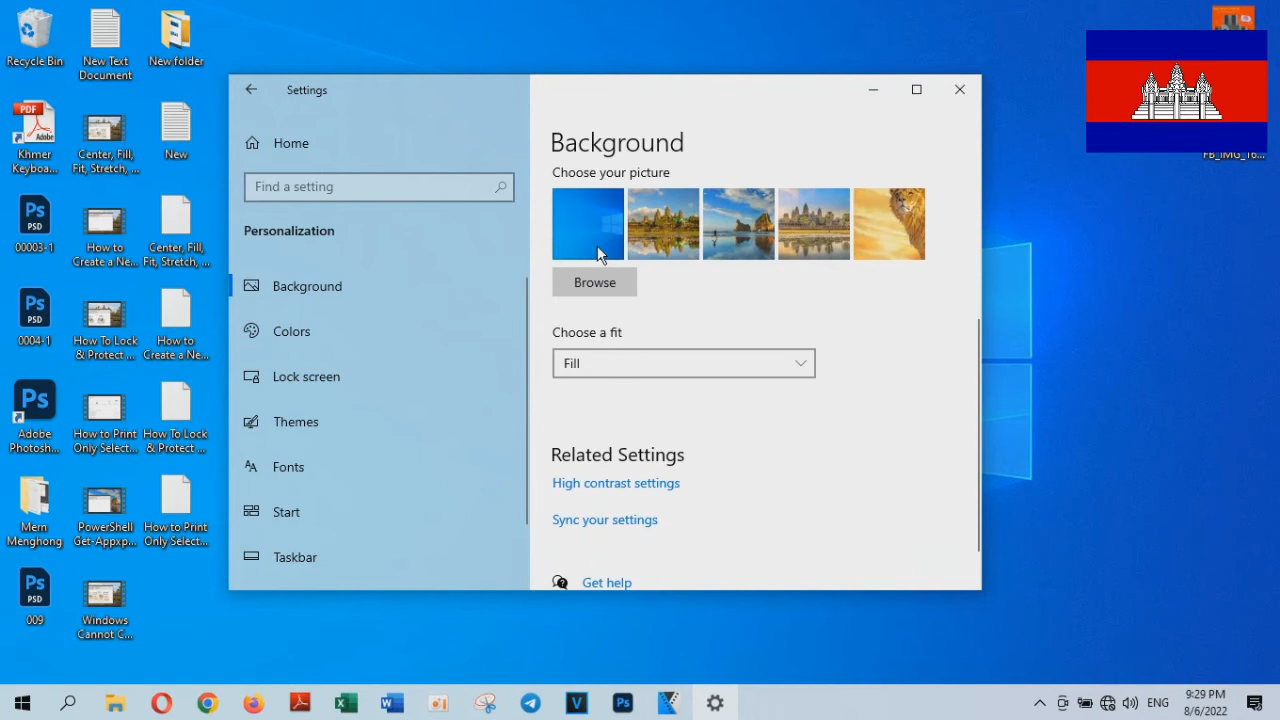 Recycle Bin
New Text
Document
New folder
PDF
Adobe
Khmer
Keyboa...
Center, Fill,
Fit, Stretch, ...
New
Ps
PSD
00003-1
How to
Create a Ne...
Center, Fill,
Fit, Stretch, ...
Ps
PSD
0004-1
How To Lock
& Protect ...
How to
Create a Ne...
Ps
Adobe
Photosh...
How to Print
Only Select...
How To Lock
& Protect ...
Mern
Menghong
PowerShell
Get-Appxp...
How to Print
Only Select...
Ps
PSD
009
Windows
Cannot C...
FB_IMG_16...
Settings
Home
Find a setting
Personalization
Background
Colors
Lock screen
Themes
Fonts
Start
Taskbar
Background
Choose your picture
Browse
Choose a fit
Fill
Related Settings
High contrast settings
Sync your settings
Get help
ENG
9:29 PM
8/6/2022